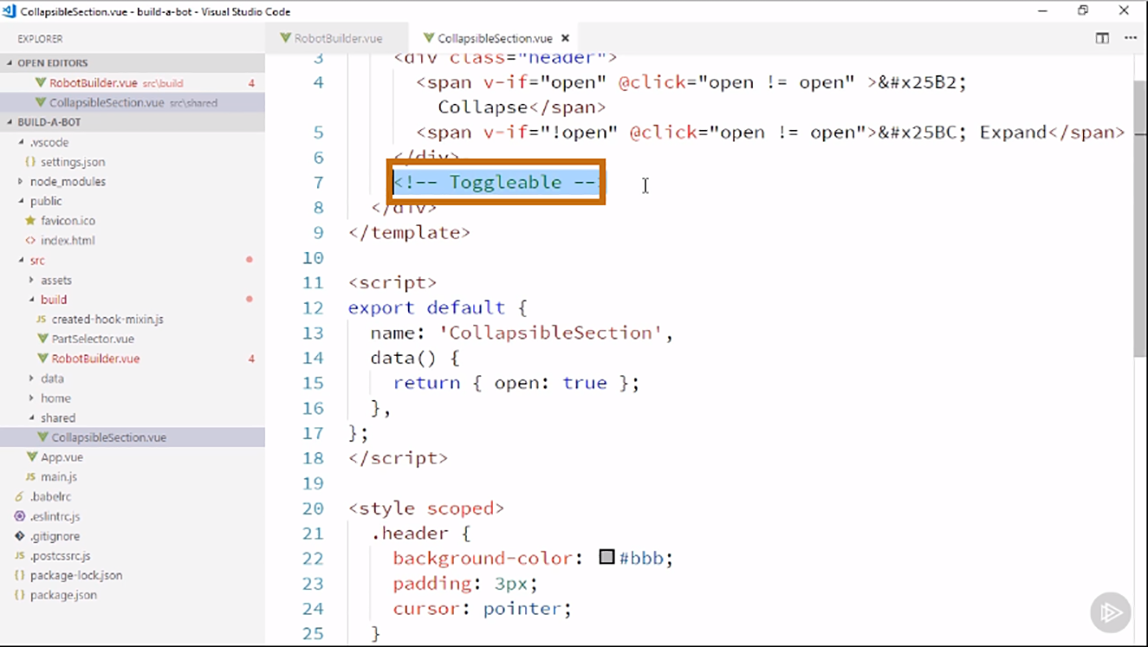 CollapsibleSection.vue - build-a-bot - Visual Studio Code
EXPLORER
OPEN EDITORS
RobotBuilder.vue src\build 4
CollapsibleSection.vue src\shared
BUILD-A-BOT
.vscode
{} settings.json
node_modules
public
favicon.ico
<> index.html
src
assets
build
JS created-hook-mixin.js
PartSelector.vue
RobotBuilder.vue 4
data
home
shared
CollapsibleSection.vue
App.vue
JS main.js
.babelrc
.eslintrc.js
.gitignore
JS .postcssrc.js
{} package-lock.json
{} package.json
RobotBuilder.vue
CollapsibleSection.vue
3 <div class="header">
4 <span v-if="open" @click="open != open" >&#x25B2;
Collapse</span>
5 <span v-if="!open" @click="open != open">&#x25BC; Expand</span>
6 </div>
7 <!-- Toggleable -->
8 </div>
9 </template>
10
11 <script>
12 export default {
13 name: 'CollapsibleSection',
14 data() {
15 return { open: true };
16 },
17 };
18 </script>
19
20 <style scoped>
21 .header {
22 background-color: #bbb;
23 padding: 3px;
24 cursor: pointer;
25 }